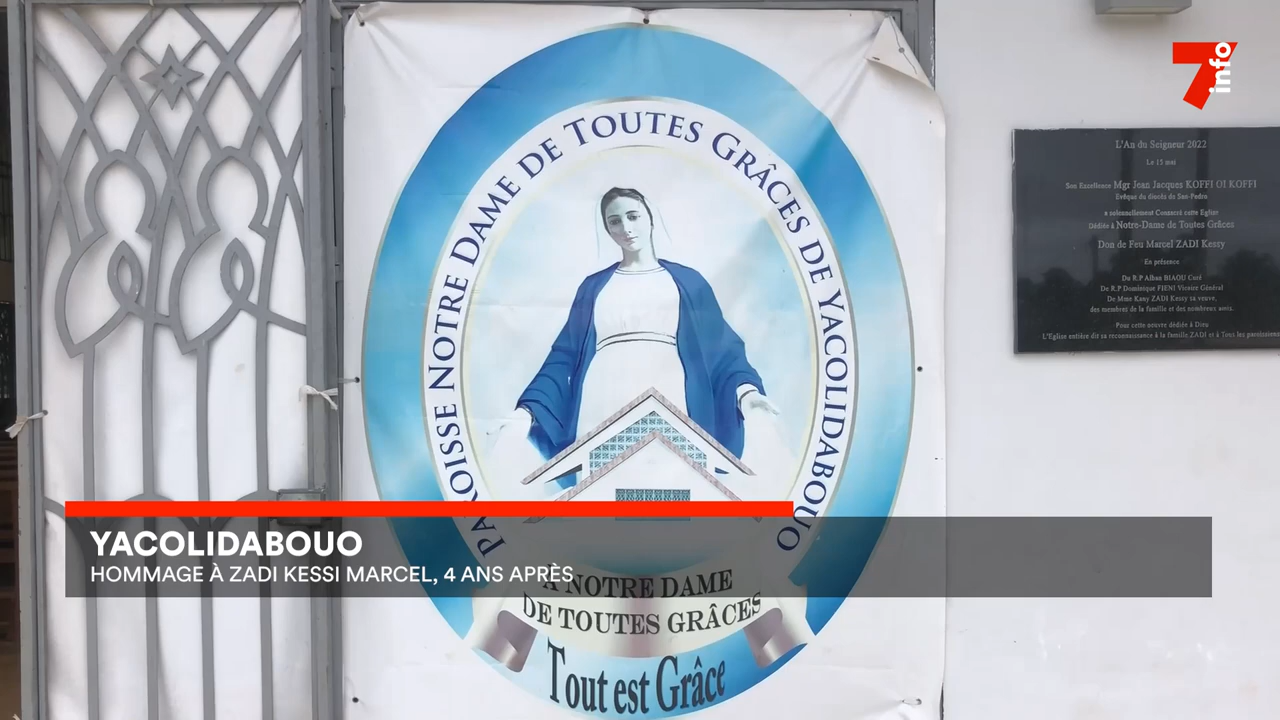 7 info
PAROISSE NOTRE DAME DE TOUTES GRÂCES DE YACOLIDABOUO
L'An du Seigneur 2022
Le 15 mai
Son Excellence Mgr Jean Jacques KOFFI OI KOFFI
Evêque du diocèse de San-Pedro
a solennellement Consacré cette Eglise
Dédiée à Notre-Dame de Toutes Grâces
Don de Feu Marcel ZADI Kessy
En présence
Du R.P Alban BIAOU Curé
De R.P Dominique FIENI Vicaire Général
De Mme Kany ZADI Kessy sa veuve,
des membres de la famille et des nombreux amis.
Pour cette oeuvre dédiée à Dieu
L'Eglise entière dit sa reconnaissance à la famille ZADI et à Tous les paroissiens
YACOLIDABOUO
HOMMAGE À ZADI KESSI MARCEL, 4 ANS APRÈS
A NOTRE DAME
DE TOUTES GRÂCES
Tout est Grâce